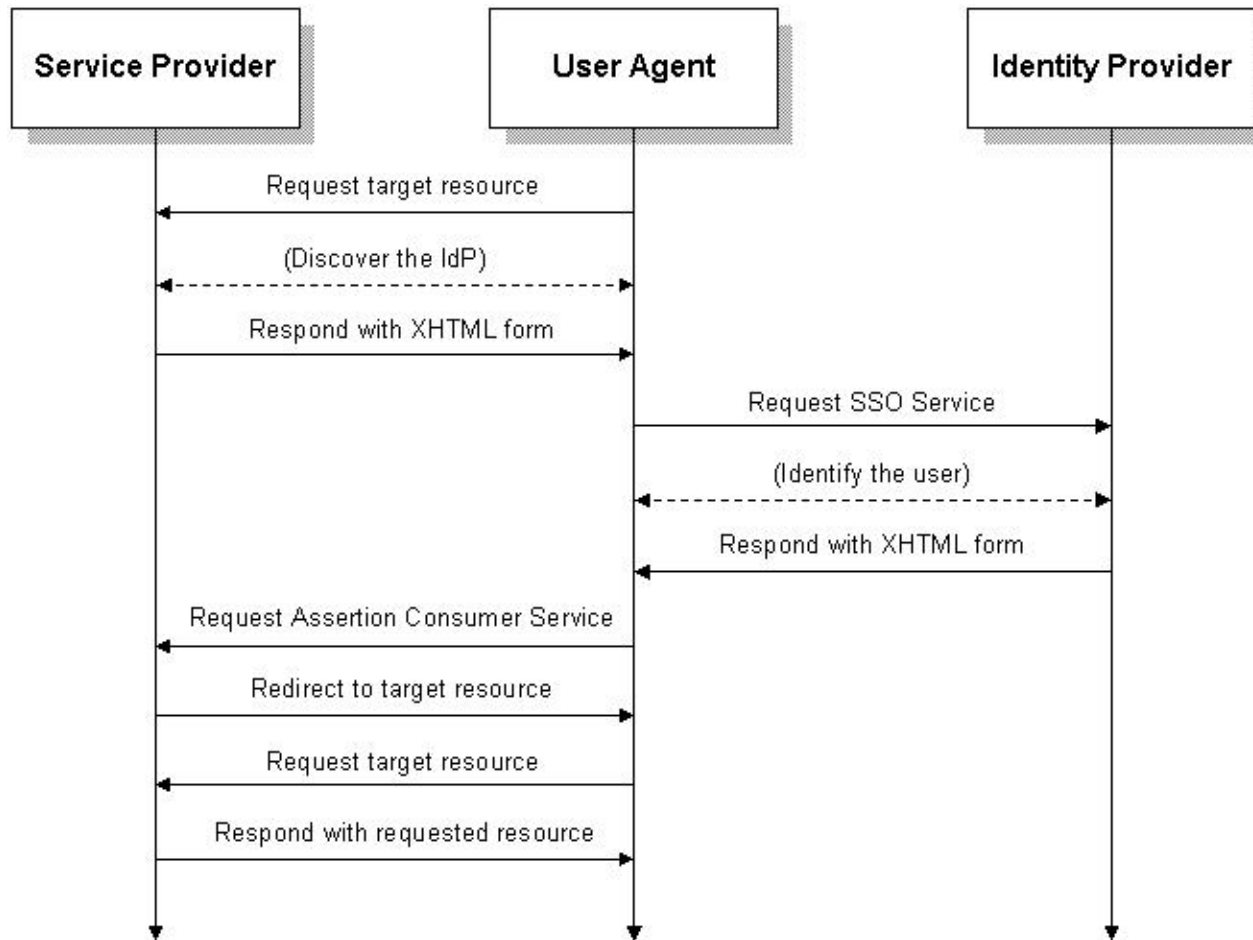 Service Provider
User Agent
Identity Provider
Request target resource
(Discover the IdP)
Respond with XHTML form
Request SSO Service
(Identify the user)
Respond with XHTML form
Request Assertion Consumer Service
Redirect to target resource
Request target resource
Respond with requested resource